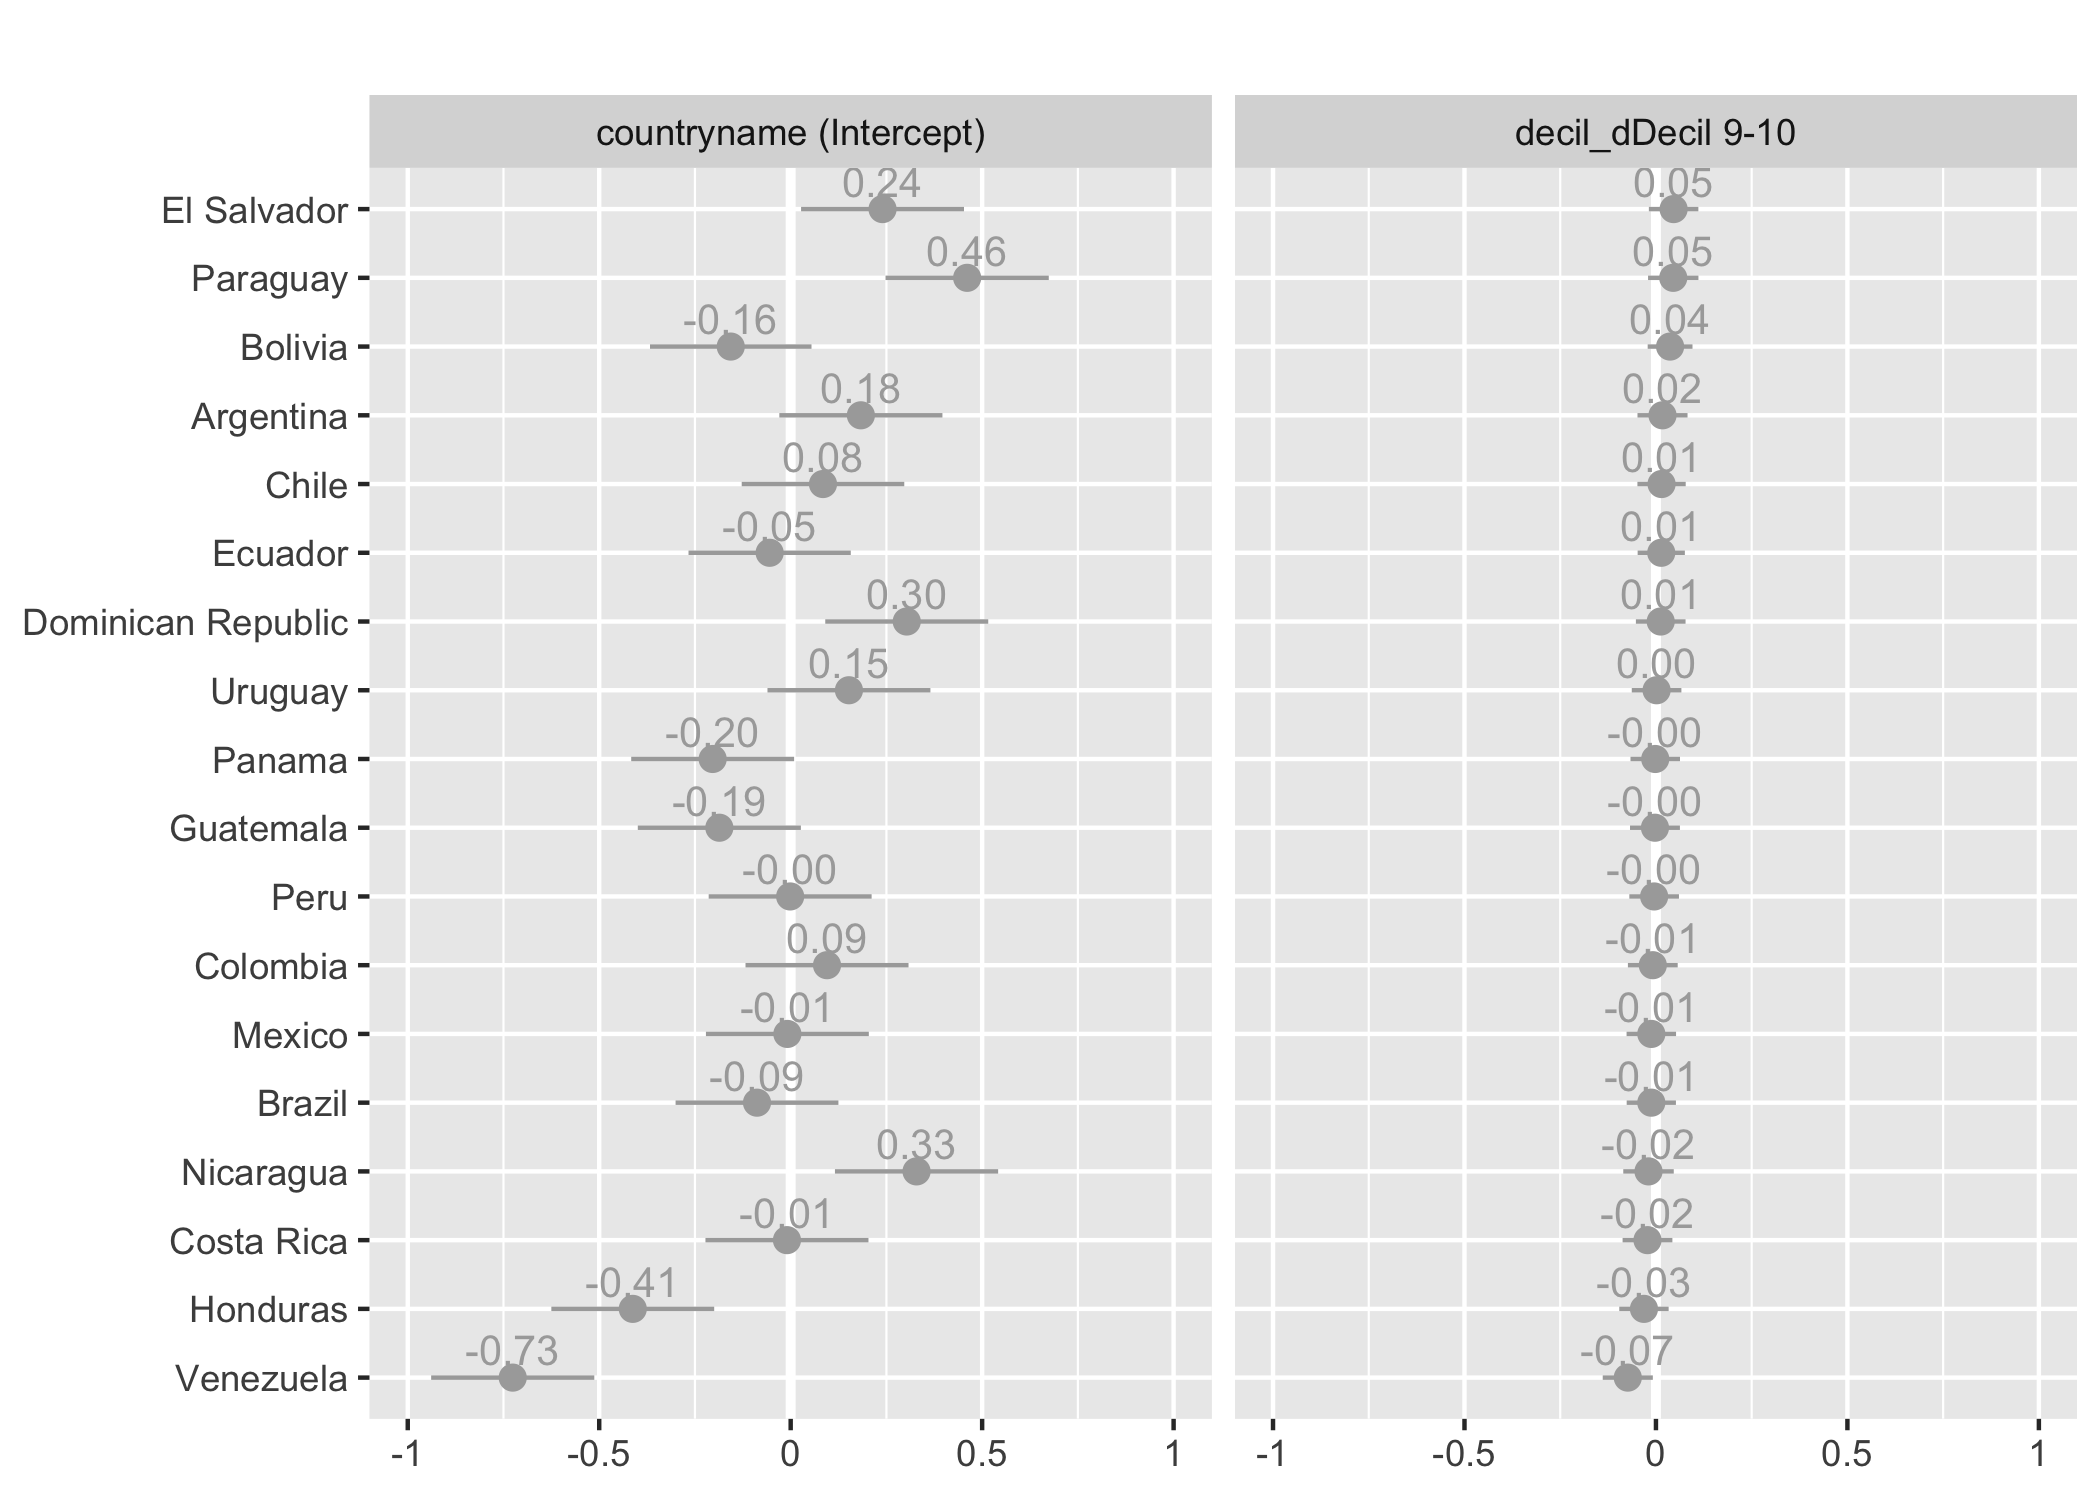 countryname (Intercept) decil_dDecil 9-10
El Salvador 0.24 0.05
Paraguay 0.46 0.05
Bolivia -0.16 0.04
Argentina 0.18 0.02
Chile 0.08 0.01
Ecuador -0.05 0.01
Dominican Republic 0.30 0.01
Uruguay 0.15 0.00
Panama -0.20 -0.00
Guatemala -0.19 -0.00
Peru -0.00 -0.00
Colombia 0.09 -0.01
Mexico -0.01 -0.01
Brazil -0.09 -0.01
Nicaragua 0.33 -0.02
Costa Rica -0.01 -0.02
Honduras -0.41 -0.03
Venezuela -0.73 -0.07
-1 -0.5 0 0.5 1 -1 -0.5 0 0.5 1